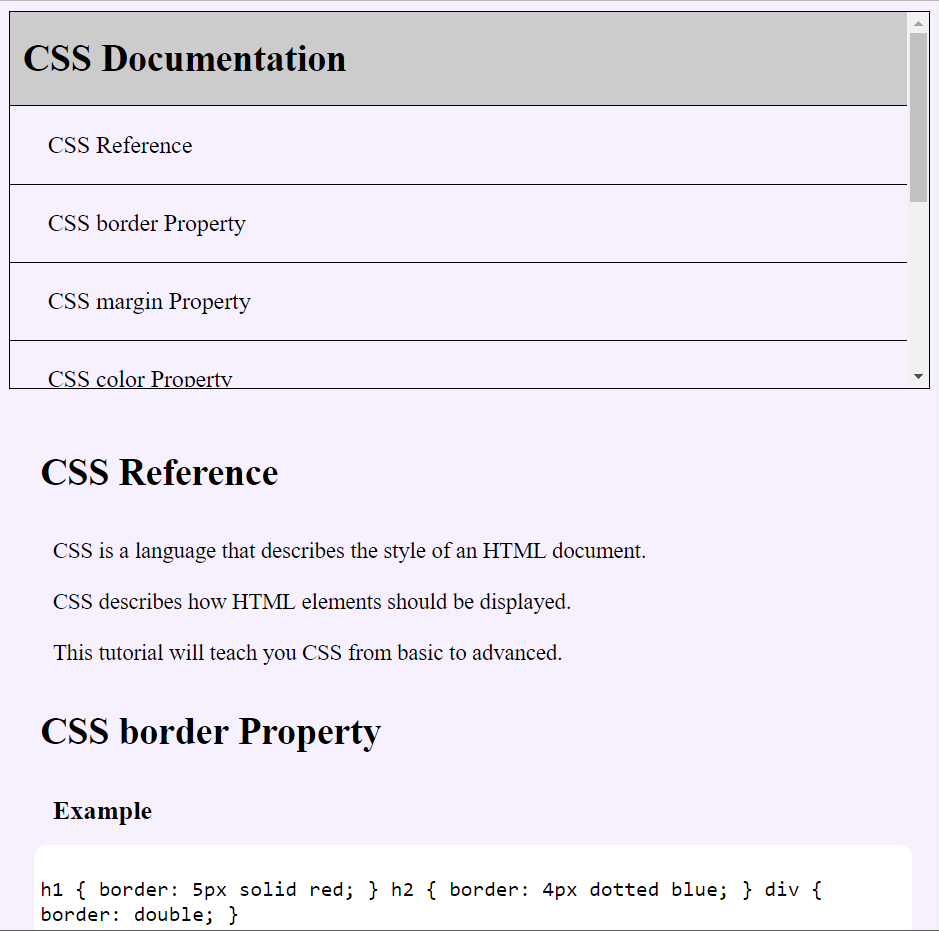 CSS Documentation
CSS Reference
CSS border Property
CSS margin Property
CSS color Property
CSS Reference
CSS is a language that describes the style of an HTML document.
CSS describes how HTML elements should be displayed.
This tutorial will teach you CSS from basic to advanced.
CSS border Property
Example
h1 { border: 5px solid red; } h2 { border: 4px dotted blue; } div {
border: double; }